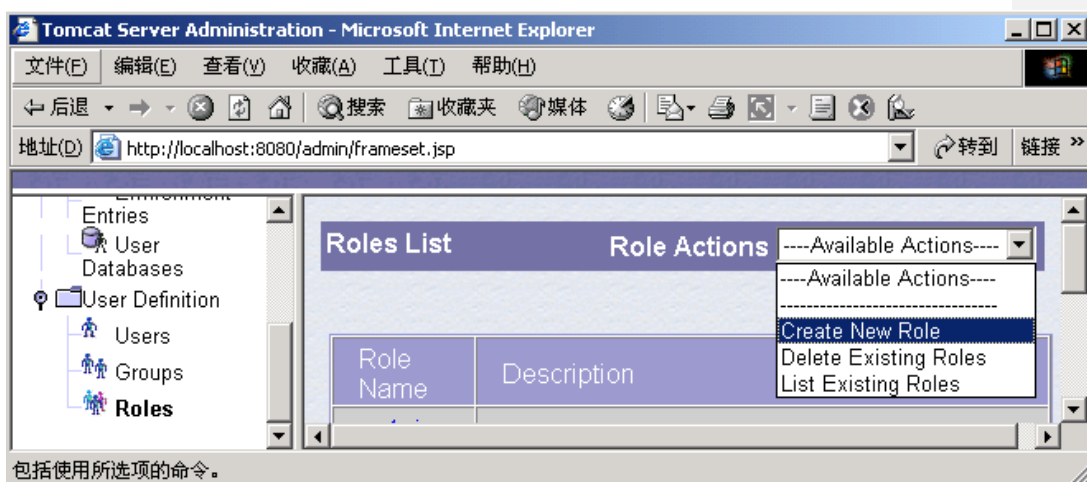 Tomcat Server Administration - Microsoft Internet Explorer
文件(F) 编辑(E) 查看(V) 收藏(A) 工具(T) 帮助(H)
后退 搜索 收藏夹 媒体
地址(D) http://localhost:8080/admin/frameset.jsp 转到 链接 »
Entries
User
Databases
User Definition
Users
Groups
Roles
Roles List Role Actions ----Available Actions----
----Available Actions----
---------------------------------
Create New Role
Delete Existing Roles
List Existing Roles
Role
Name
Description
包括使用所选项的命令。